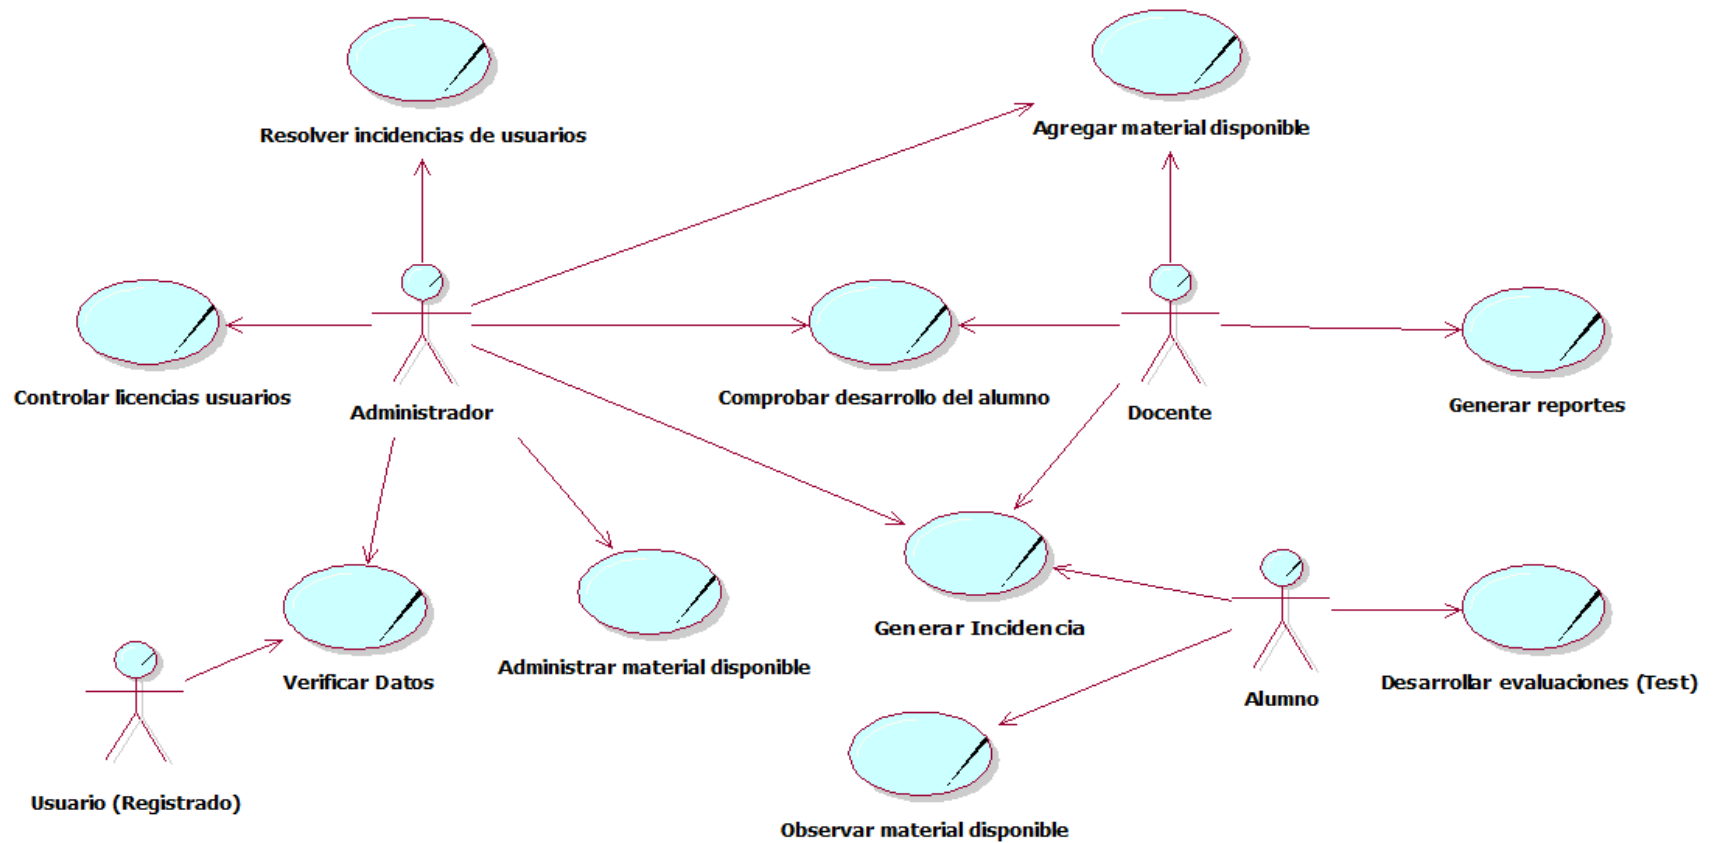 Resolver incidencias de usuarios
Agregar material disponible
Controlar licencias usuarios
Administrador
Comprobar desarrollo del alumno
Docente
Generar reportes
Verificar Datos
Administrar material disponible
Generar Incidencia
Alumno
Desarrollar evaluaciones (Test)
Usuario (Registrado)
Observar material disponible